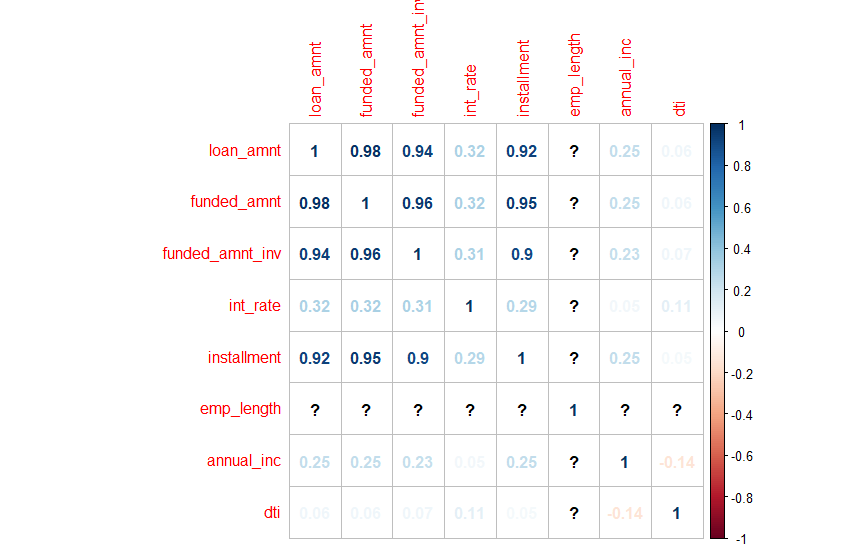 loan_amnt funded_amnt funded_amnt_inv int_rate installment emp_length annual_inc dti
loan_amnt 1 0.98 0.94 0.32 0.92 ? 0.25 0.06
funded_amnt 0.98 1 0.96 0.32 0.95 ? 0.25 0.06
funded_amnt_inv 0.94 0.96 1 0.31 0.9 ? 0.23 0.07
int_rate 0.32 0.32 0.31 1 0.29 ? 0.05 0.11
installment 0.92 0.95 0.9 0.29 1 ? 0.25 0.05
emp_length ? ? ? ? ? 1 ? ?
annual_inc 0.25 0.25 0.23 0.05 0.25 ? 1 -0.14
dti 0.06 0.06 0.07 0.11 0.05 ? -0.14 1
1
0.8
0.6
0.4
0.2
0
-0.2
-0.4
-0.6
-0.8
-1